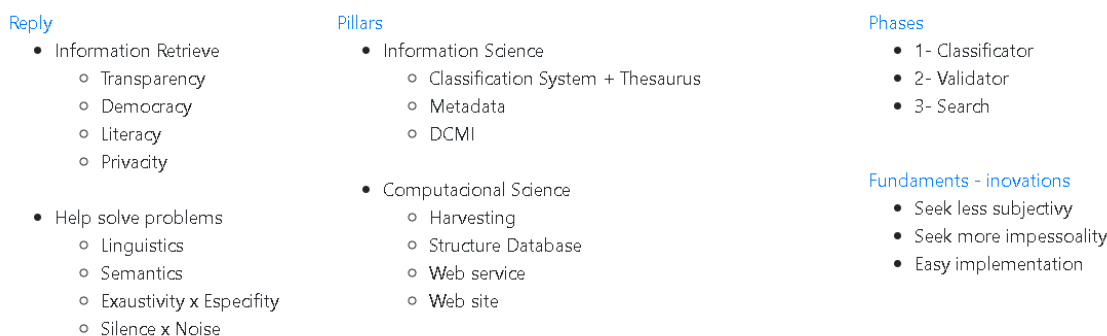 Reply
Information Retrieve
Transparency
Democracy
Literacy
Privacity
Help solve problems
Linguistics
Semantics
Exaustivity x Especifity
Silence x Noise
Pillars
Information Science
Classification System + Thesaurus
Metadata
DCMI
Computacional Science
Harvesting
Structure Database
Web service
Web site
Phases
1- Classificator
2- Validator
3- Search
Fundaments - inovations
Seek less subjectivy
Seek more impessoality
Easy implementation